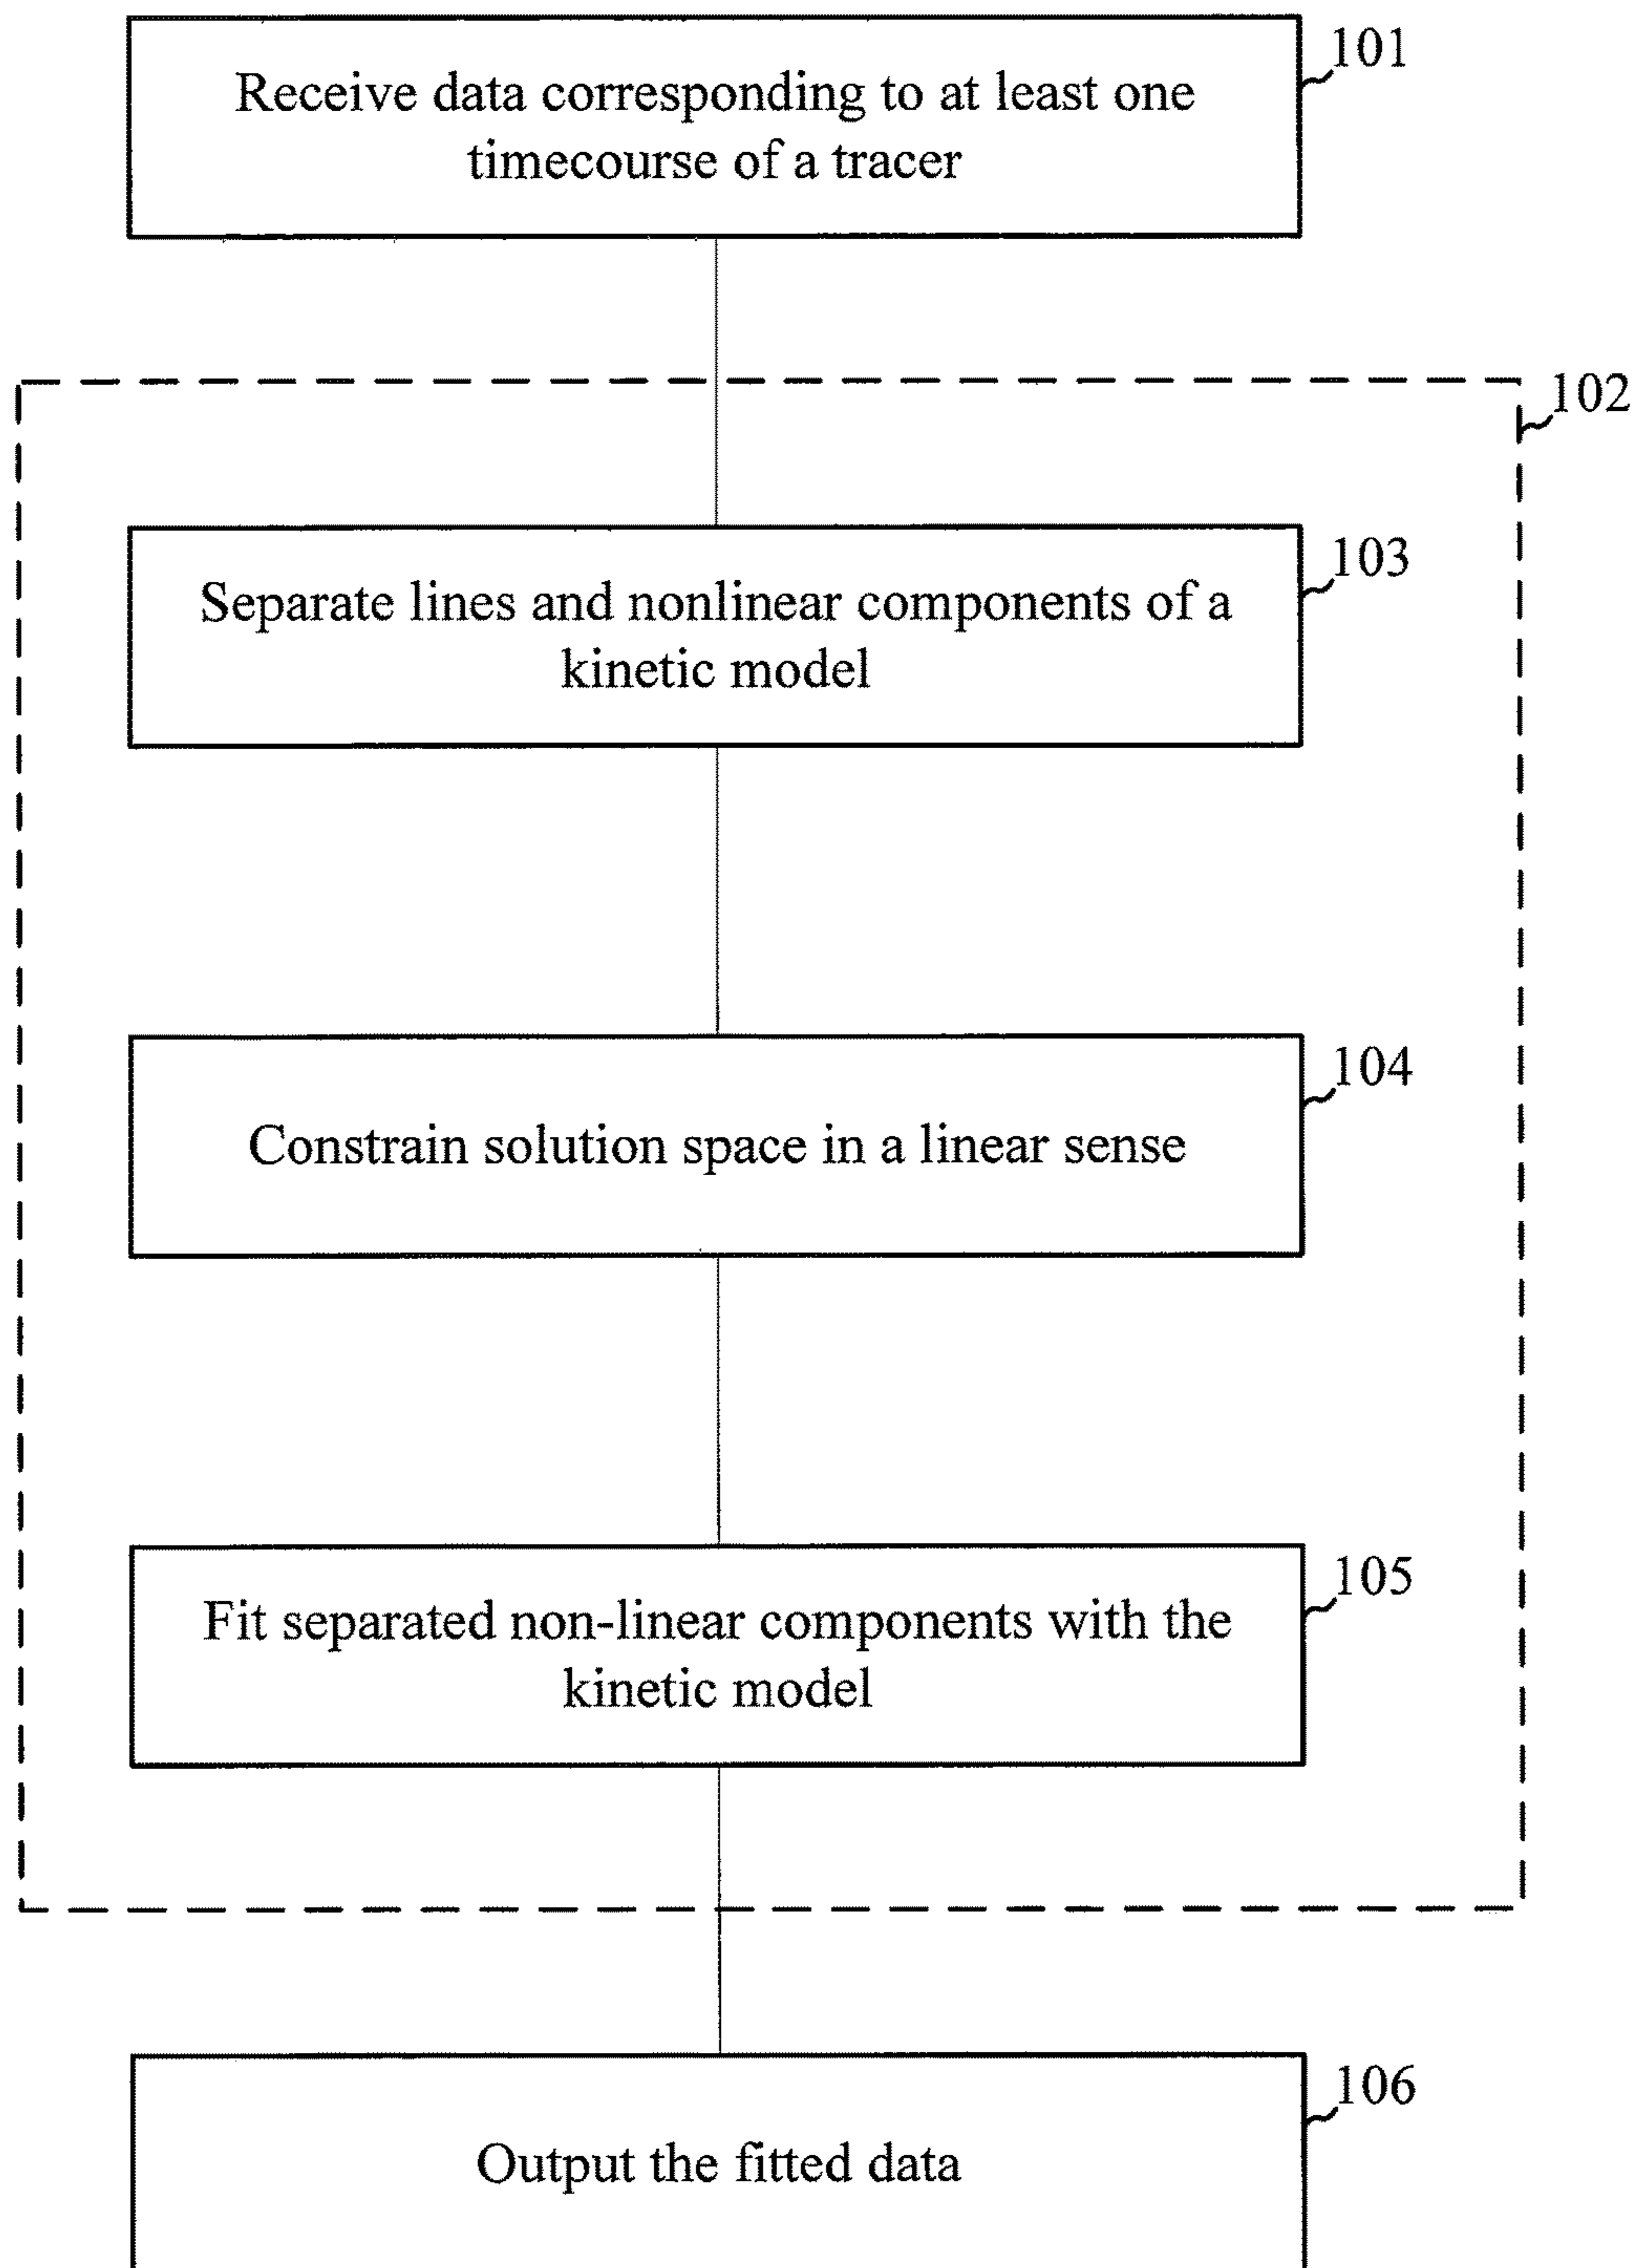 101
Receive data corresponding to at least one
timecourse of a tracer
102
103
Separate lines and nonlinear components of a
kinetic model
104
Constrain solution space in a linear sense
105
Fit separated non-linear components with the
kinetic model
106
Output the fitted data